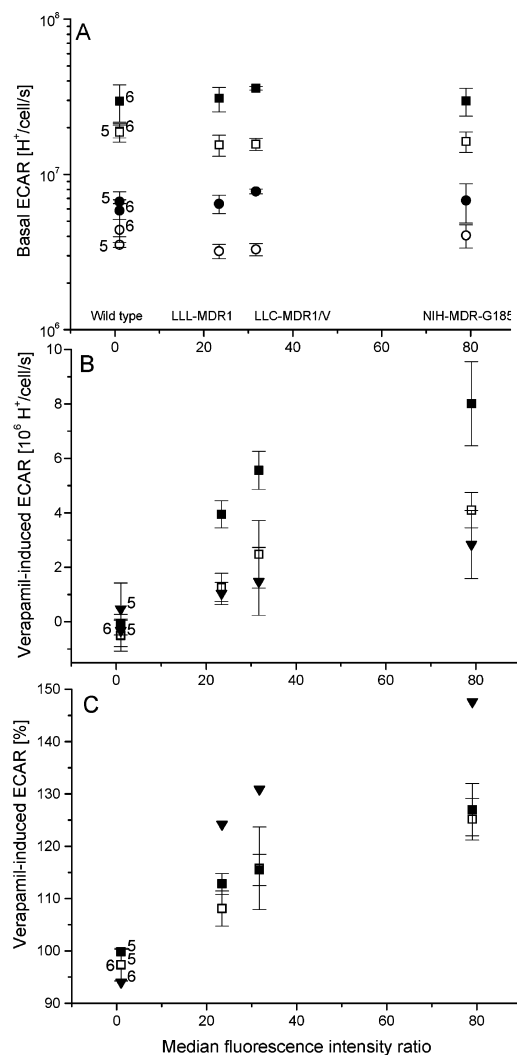 A
Basal ECAR [H⁺/cell/s]
10⁸
10⁷
10⁶
6
5 6
5
6
6
5
Wild type LLL-MDR1 LLC-MDR1/V NIH-MDR-G185
0 20 40 60 80
B
Verapamil-induced ECAR [10⁶ H⁺/cell/s]
10
8
6
4
2
0
5
6 5
0 20 40 60 80
C
Verapamil-induced ECAR [%]
150
140
130
120
110
100
90
5
6 5
6
0 20 40 60 80
Median fluorescence intensity ratio